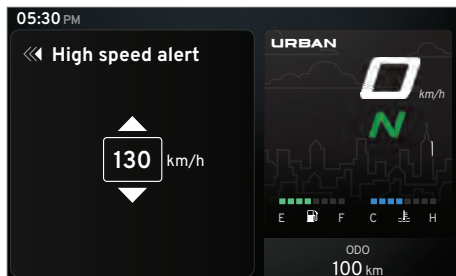 05:30 PM
High speed alert
130 km/h
URBAN
0 km/h
N
E F C H
ODO
100 km